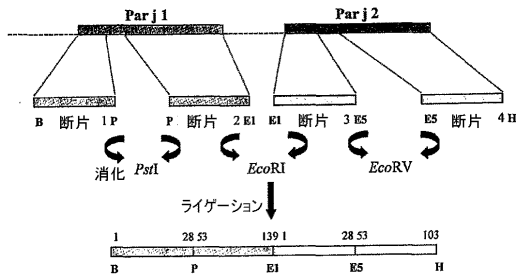 Par j 1 Par j 2
B 断片 1 P P 断片 2 E1 E1 断片 3 E5 E5 断片 4 H
消化 PstI EcoRI EcoRV
ライゲーション
1 28 53 139 1 28 53 103
B P E1 E5 H